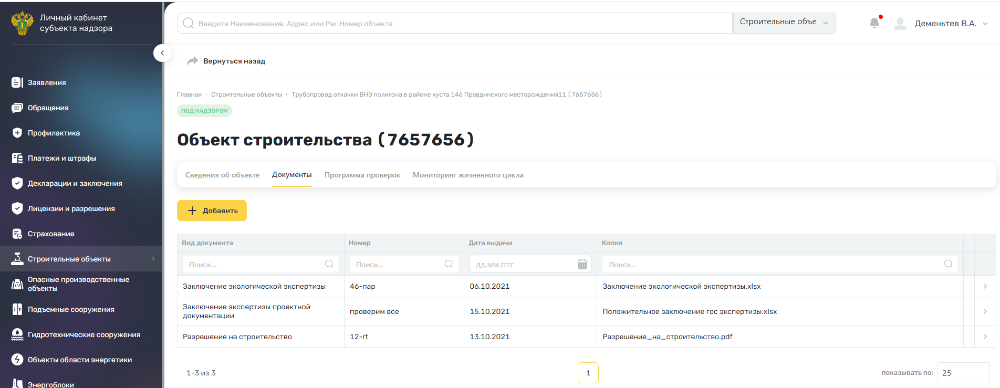 Личный кабинет
субъекта надзора
Введите Наименование, Адрес или Рег.Номер объекта
Строительные объе
Деменьтев В.А.
Вернуться назад
Заявления
Обращения
Профилактика
Платежи и штрафы
Декларации и заключения
Лицензии и разрешения
Страхование
Строительные объекты
Опасные производственные
объекты
Подъемные сооружения
Гидротехнические сооружения
Объекты области энергетики
Энергоблоки
Главная · Строительные объекты · Трубопровод откачки ВНЭ полигона в районе куста 146 Правдинского месторождения11 (7657656)
ПОД НАДЗОРОМ
Объект строительства (7657656)
Сведения об объекте Документы Программа проверок Мониторинг жизненного цикла
Добавить
Вид документа Номер Дата выдачи Копия
Поиск... Поиск... дд.мм.гггг Поиск...
Заключение экологической экспертизы 46-пар 06.10.2021 Заключение экологической экспертизы.xlsx
Заключение экспертизы проектной
документации проверим все 15.10.2021 Положительное заключение гос экспертизы.xlsx
Разрешение на строительство 12-rt 13.10.2021 Разрешение_на_строительство.pdf
1-3 из 3 1 показывать по: 25